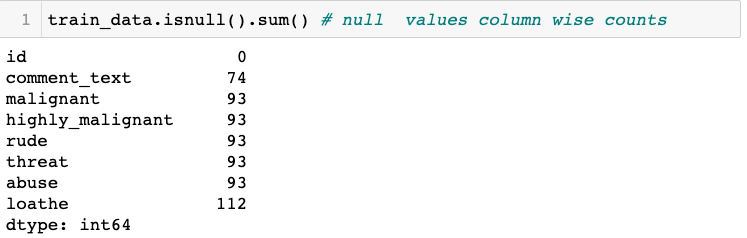 1 train_data.isnull().sum() # null  values column wise counts
id                      0
comment_text           74
malignant              93
highly_malignant       93
rude                   93
threat                 93
abuse                  93
loathe                112
dtype: int64